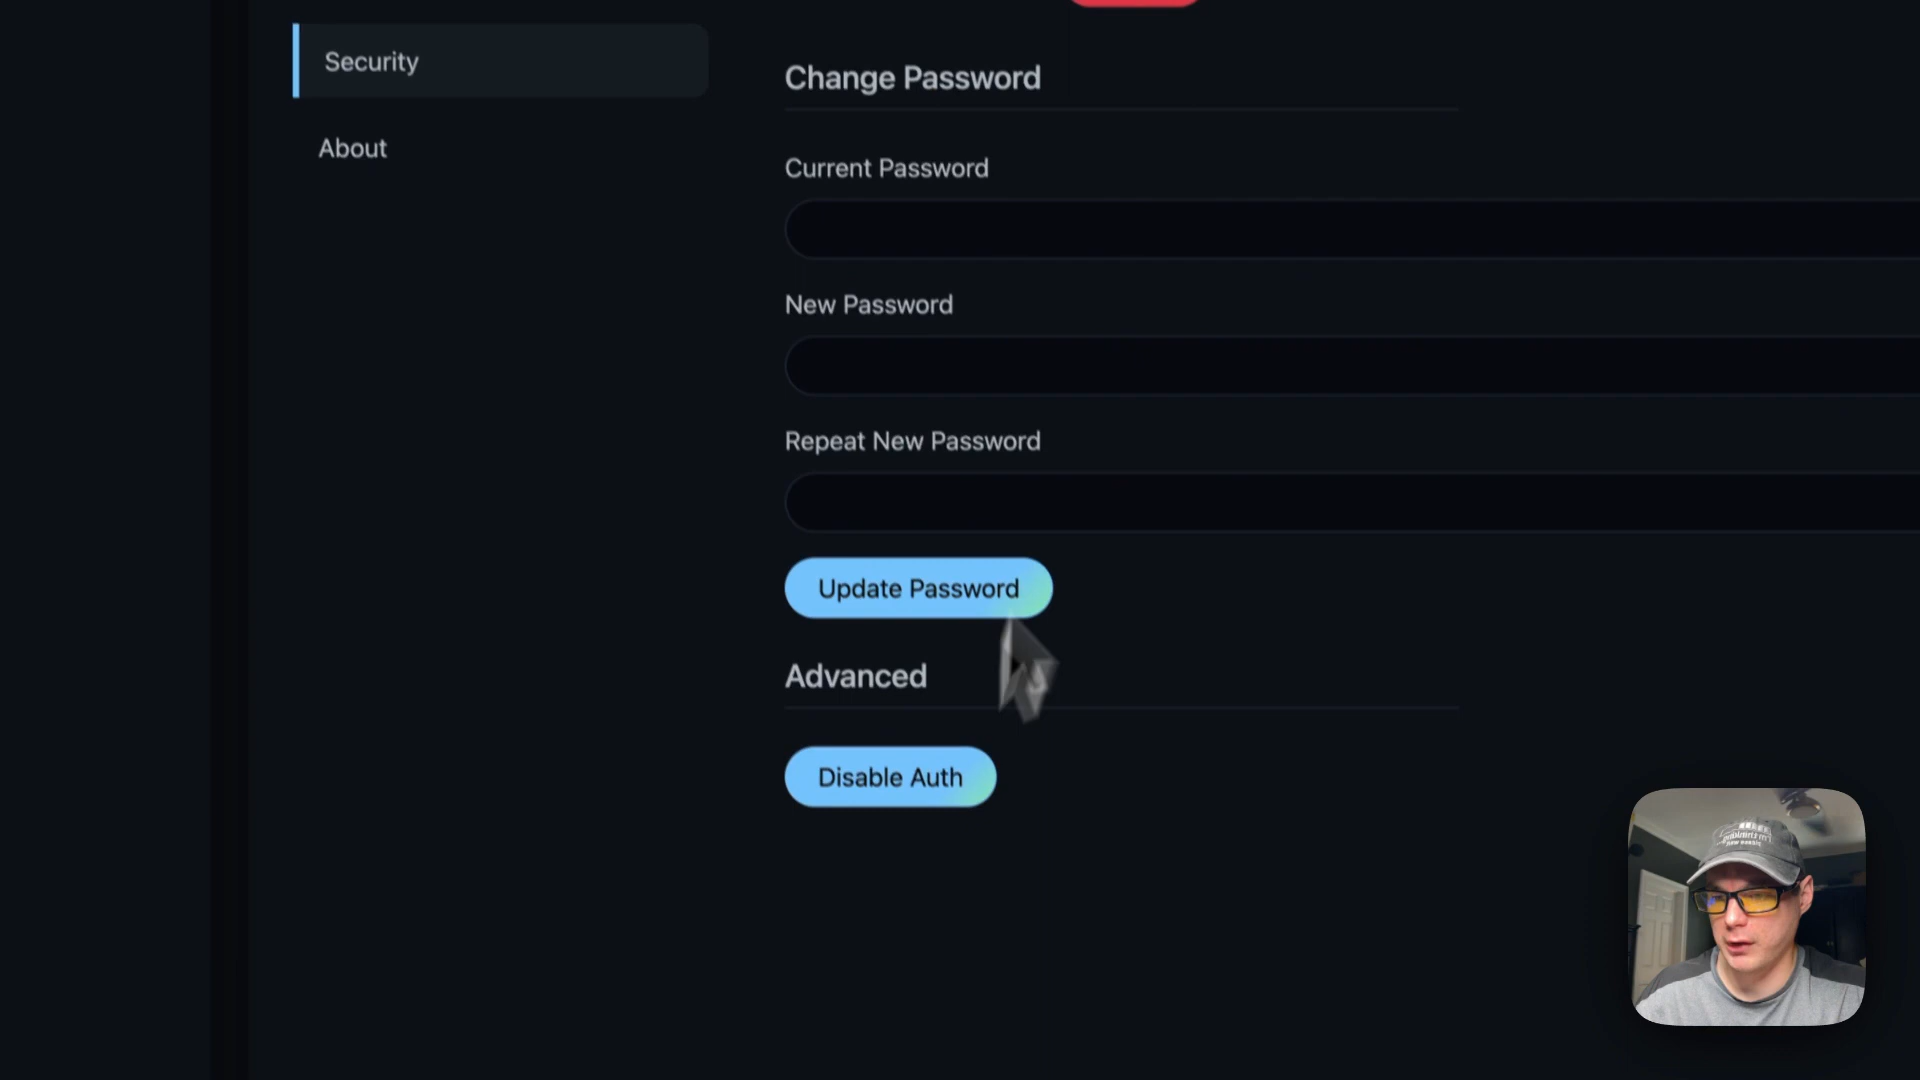 Security
About
Change Password
Current Password
New Password
Repeat New Password
Update Password
Advanced
Disable Auth